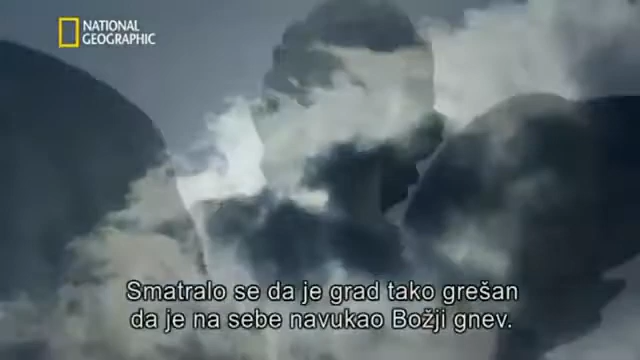 NATIONAL
GEOGRAPHIC
Smatralo se da je grad tako grešan
da je na sebe navukao Božji gnev.